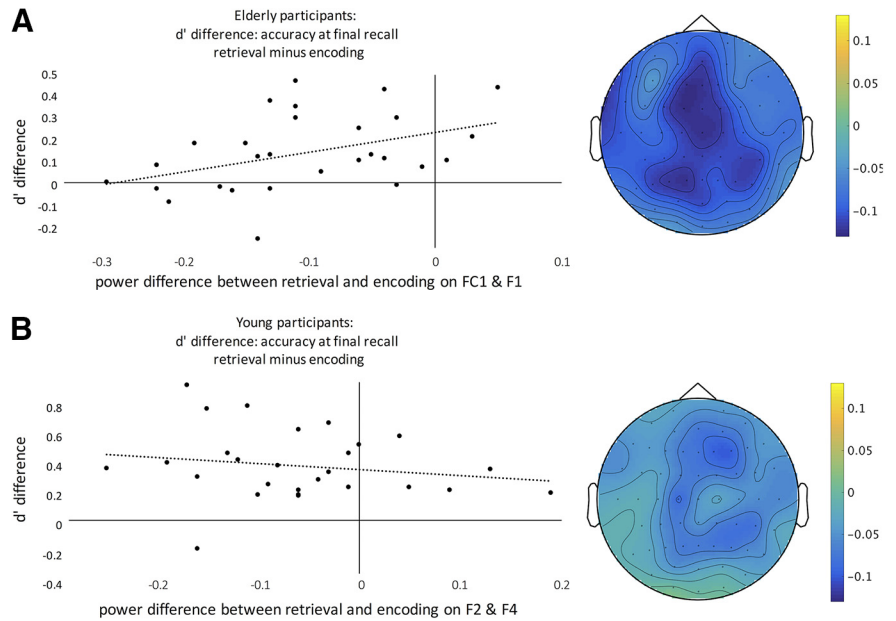 A
Elderly participants:
d' difference: accuracy at final recall
retrieval minus encoding
d' difference
0.5
0.4
0.3
0.2
0.1
0
-0.1
-0.2
-0.3 -0.2 -0.1 0 0.1
power difference between retrieval and encoding on FC1 & F1
0.1
0.05
0
−0.05
−0.1
B
Young participants:
d' difference: accuracy at final recall
retrieval minus encoding
d' difference
0.8
0.6
0.4
0.2
0
-0.2
-0.4
-0.2 -0.1 0 0.1 0.2
power difference between retrieval and encoding on F2 & F4
0.1
0.05
0
−0.05
−0.1